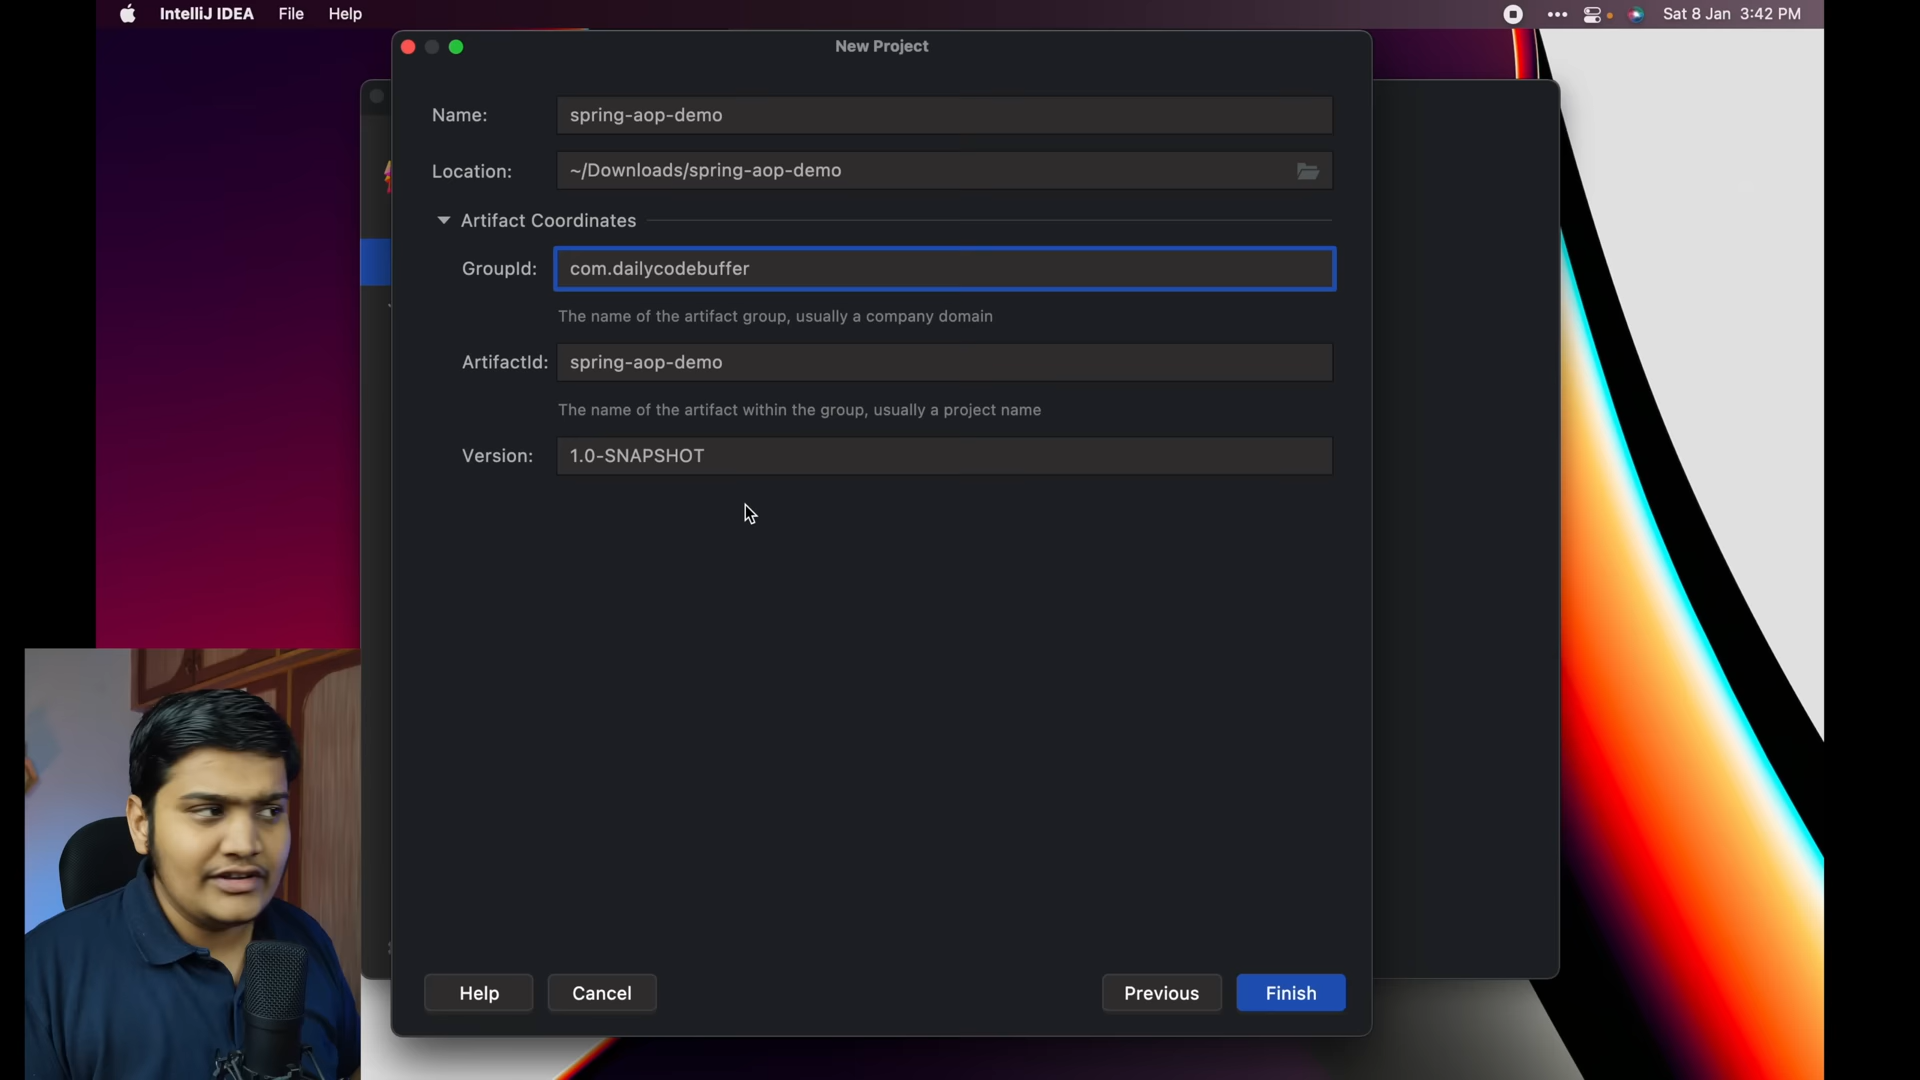 IntelliJ IDEA File Help Sat 8 Jan 3:42 PM
New Project
Name: spring-aop-demo
Location: ~/Downloads/spring-aop-demo
Artifact Coordinates
GroupId: com.dailycodebuffer
The name of the artifact group, usually a company domain
ArtifactId: spring-aop-demo
The name of the artifact within the group, usually a project name
Version: 1.0-SNAPSHOT
Help Cancel Previous Finish